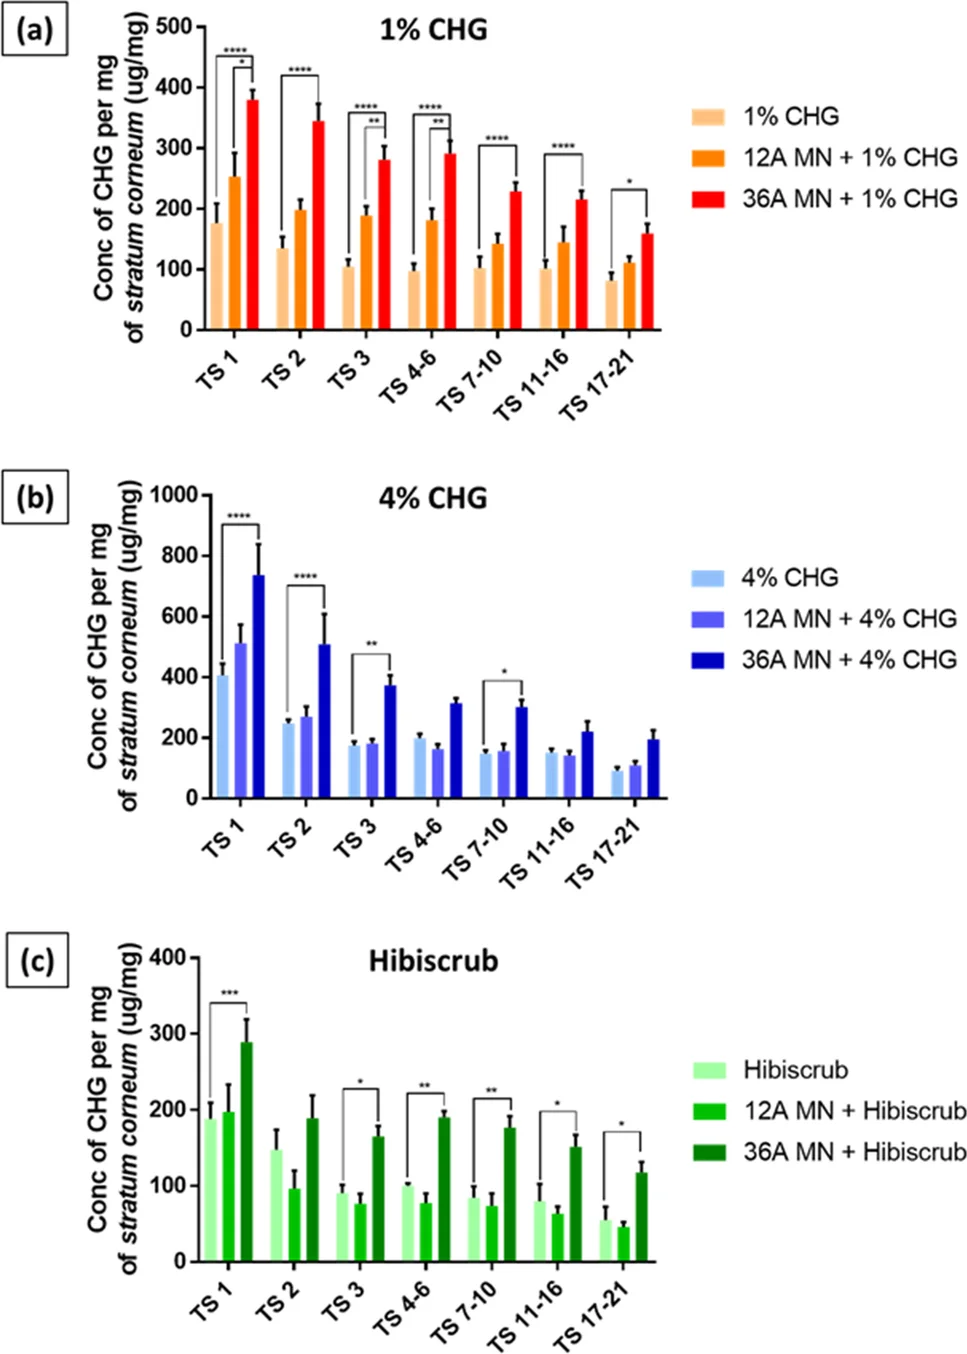 (a)
1% CHG
Conc of CHG per mg
of stratum corneum (ug/mg)
500
400
300
200
100
0
****
*
****
****
**
****
**
****
****
*
TS 1
TS 2
TS 3
TS 4-6
TS 7-10
TS 11-16
TS 17-21
1% CHG
12A MN + 1% CHG
36A MN + 1% CHG
(b)
4% CHG
Conc of CHG per mg
of stratum corneum (ug/mg)
1000
800
600
400
200
0
****
****
**
*
TS 1
TS 2
TS 3
TS 4-6
TS 7-10
TS 11-16
TS 17-21
4% CHG
12A MN + 4% CHG
36A MN + 4% CHG
(c)
Hibiscrub
Conc of CHG per mg
of stratum corneum (ug/mg)
400
300
200
100
0
***
*
**
**
*
*
TS 1
TS 2
TS 3
TS 4-6
TS 7-10
TS 11-16
TS 17-21
Hibiscrub
12A MN + Hibiscrub
36A MN + Hibiscrub